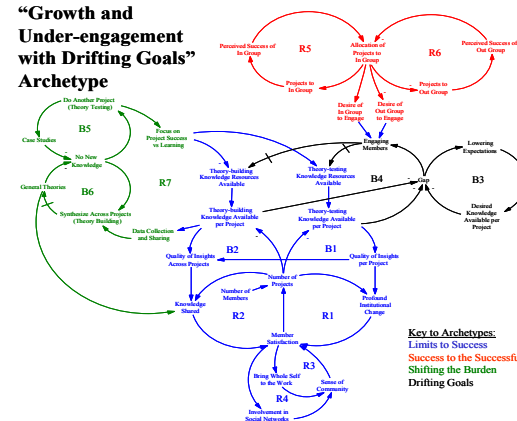 “Growth and
Under-engagement
with Drifting Goals”
Archetype
Perceived Success of
In Group
R5
Allocation of
Projects to
In Group
R6
Perceived Success of
Out Group
Projects to
In Group
Projects to
Out Group
Desire of
In Group
to Engage
Desire of
Out Group
to Engage
Do Another Project
(Theory Testing)
B5
Case Studies
Focus on
Project Success
vs Learning
No New
Knowledge
Engaging
Members
Lowering
Expectations
General Theories
B6
R7
Theory-building
Knowledge Resources
Available
Theory-testing
Knowledge Resources
Available
B4
Gap
B3
Synthesize Across Projects
(Theory Building)
Theory-building
Knowledge Available
per Project
Theory-testing
Knowledge Available
per Project
Desired
Knowledge
Available per
Project
Data Collection
and Sharing
B2
B1
Quality of Insights
Across Projects
Quality of Insights
per Project
Number of
Projects
Number of
Members
Knowledge
Shared
Profound
Institutional
Change
R2
R1
Member
Satisfaction
R3
Bring Whole Self
to the Work
Sense of
Community
R4
Involvement in
Social Networks
Key to Archetypes:
Limits to Success
Success to the Successfu
Shifting the Burden
Drifting Goals